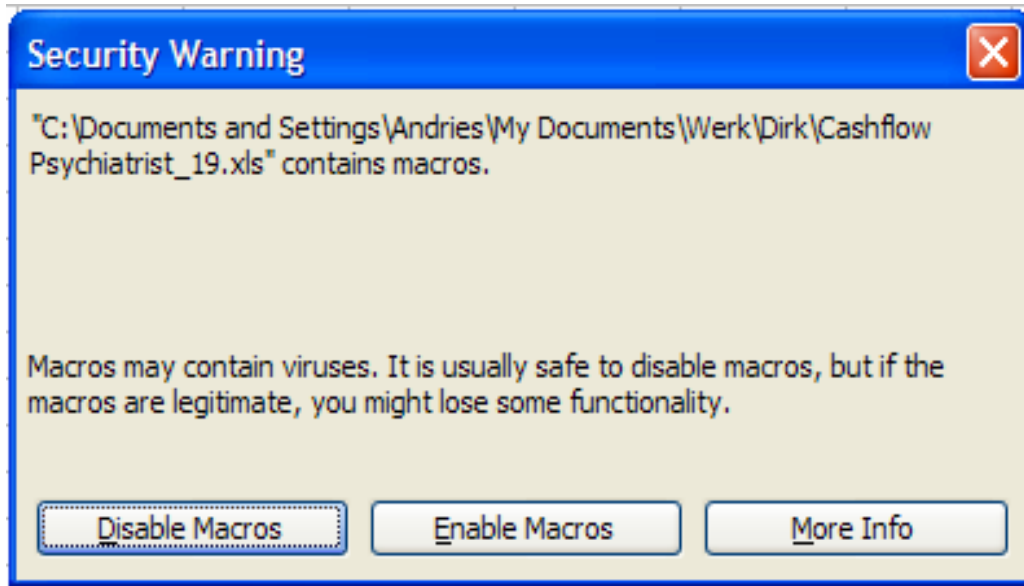 Security Warning
"C:\Documents and Settings\Andries\My Documents\Werk\Dirk\Cashflow
Psychiatrist_19.xls" contains macros.
Macros may contain viruses. It is usually safe to disable macros, but if the
macros are legitimate, you might lose some functionality.
Disable Macros
Enable Macros
More Info